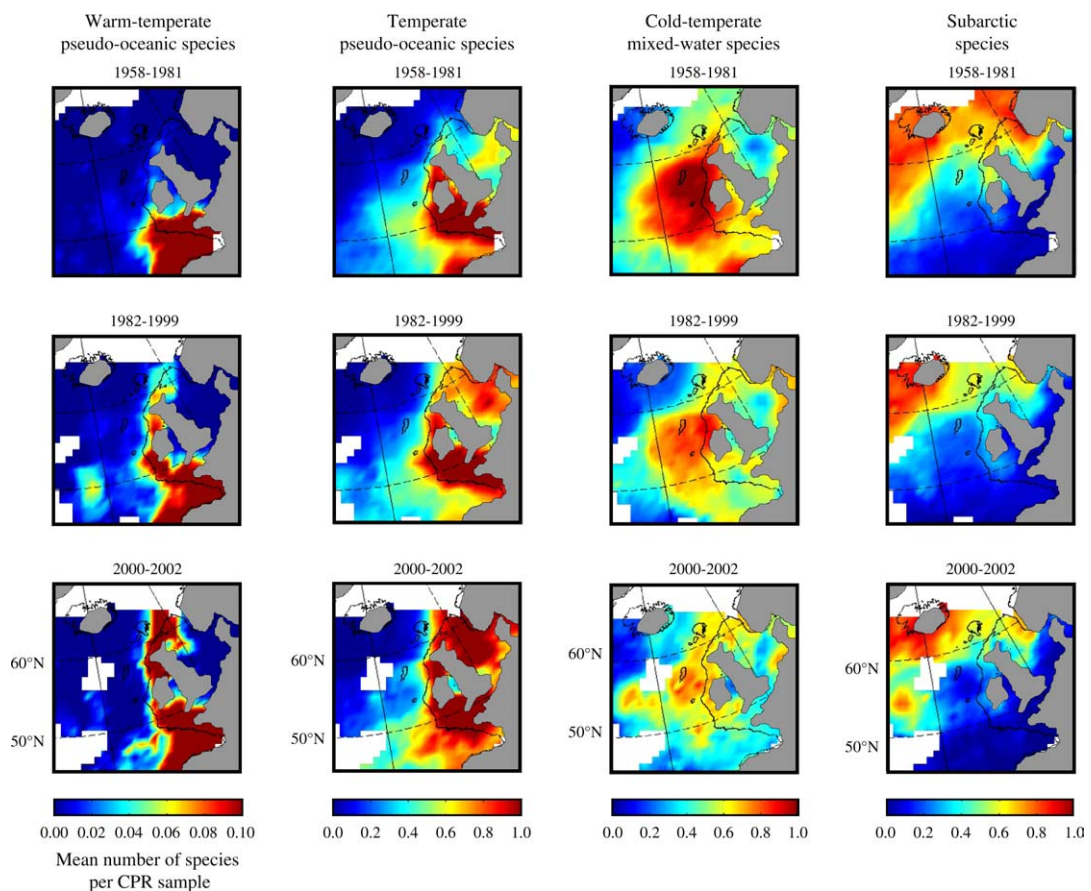 Warm-temperate
pseudo-oceanic species
Temperate
pseudo-oceanic species
Cold-temperate
mixed-water species
Subarctic
species
1958-1981
1958-1981
1958-1981
1958-1981
1982-1999
1982-1999
1982-1999
1982-1999
2000-2002
2000-2002
2000-2002
2000-2002
60°N
60°N
60°N
60°N
50°N
50°N
50°N
50°N
0.00 0.02 0.04 0.06 0.08 0.10
0.0 0.2 0.4 0.6 0.8 1.0
0.0 0.2 0.4 0.6 0.8 1.0
0.0 0.2 0.4 0.6 0.8 1.0
Mean number of species
per CPR sample